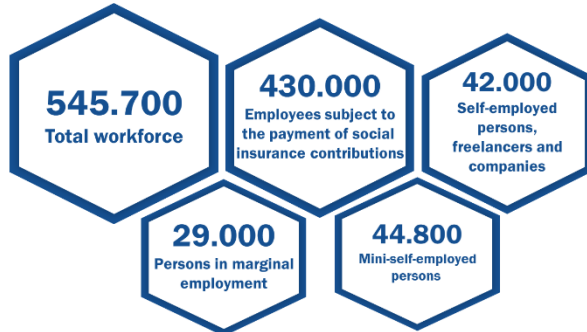 545.700
Total workforce
430.000
Employees subject to
the payment of social
insurance contributions
42.000
Self-employed
persons,
freelancers and
companies
29.000
Persons in marginal
employment
44.800
Mini-self-employed
persons